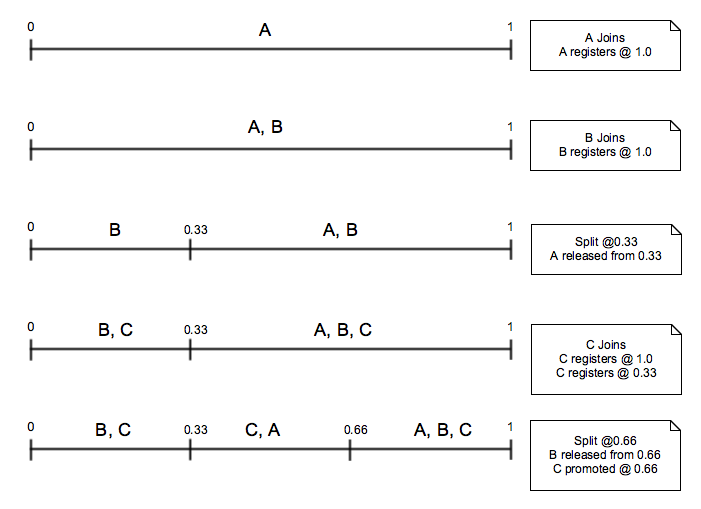 0 A 1
A Joins
A registers @ 1.0
0 A, B 1
B Joins
B registers @ 1.0
0 B 0.33 A, B 1
Split @0.33
A released from 0.33
0 B, C 0.33 A, B, C 1
C Joins
C registers @ 1.0
C registers @ 0.33
0 B, C 0.33 C, A 0.66 A, B, C 1
Split @0.66
B released from 0.66
C promoted @ 0.66